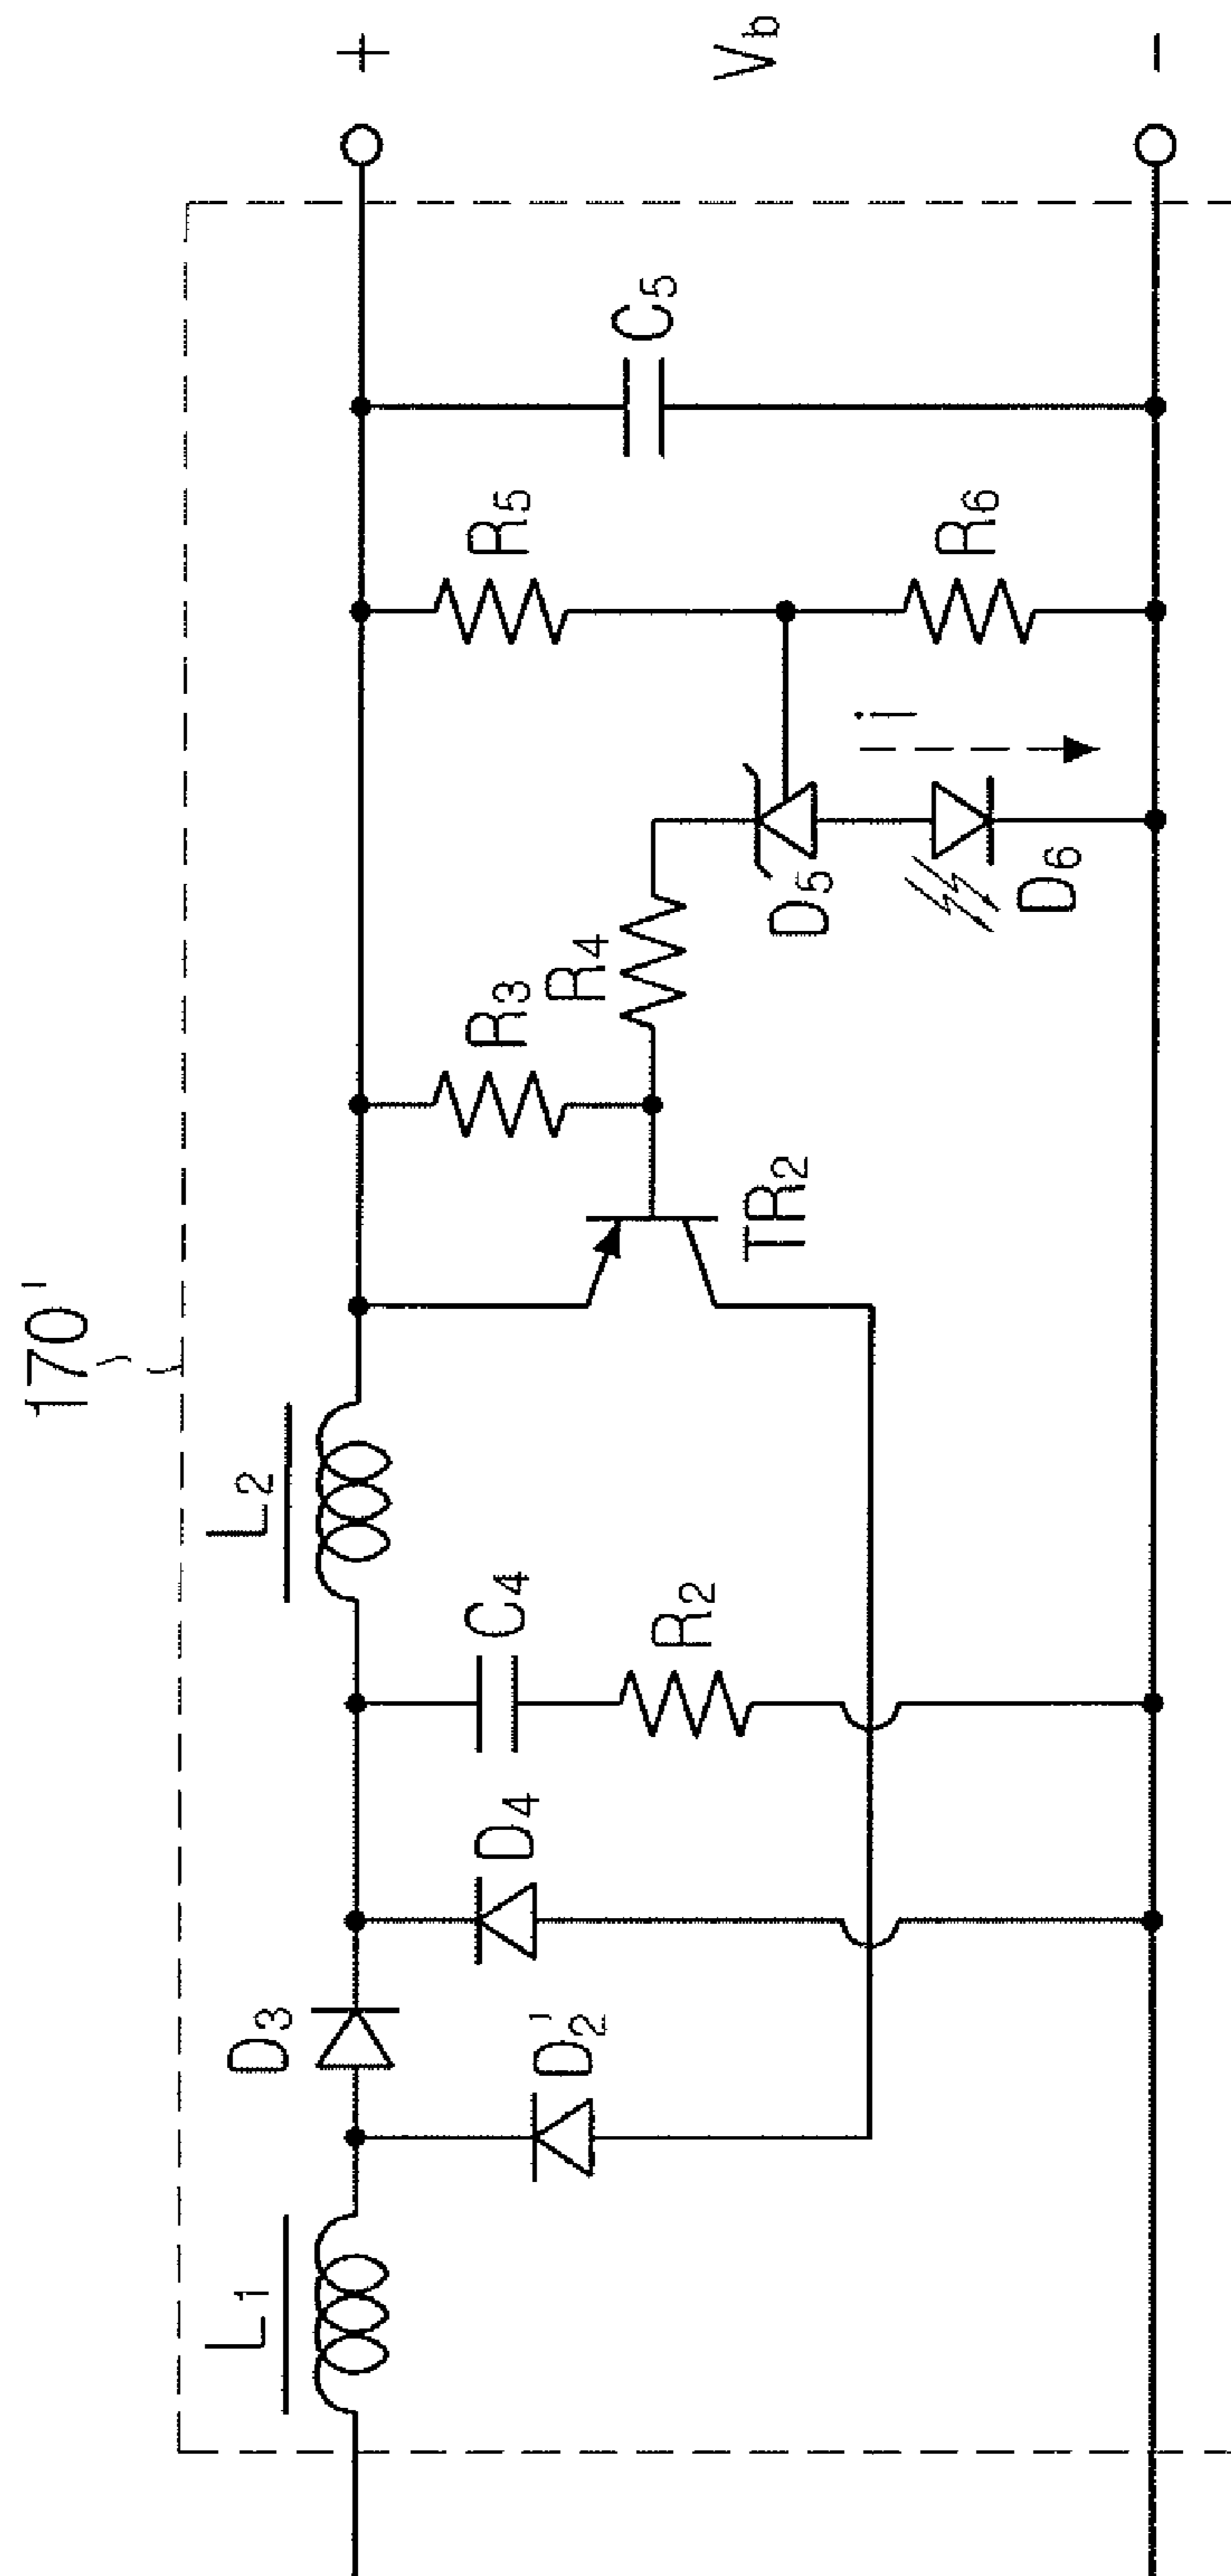 170'
L1
D3
D2'
D4
C4
R2
L2
TR2
R3
R4
D5
D6
i
R5
R6
C5
+
Vb
-